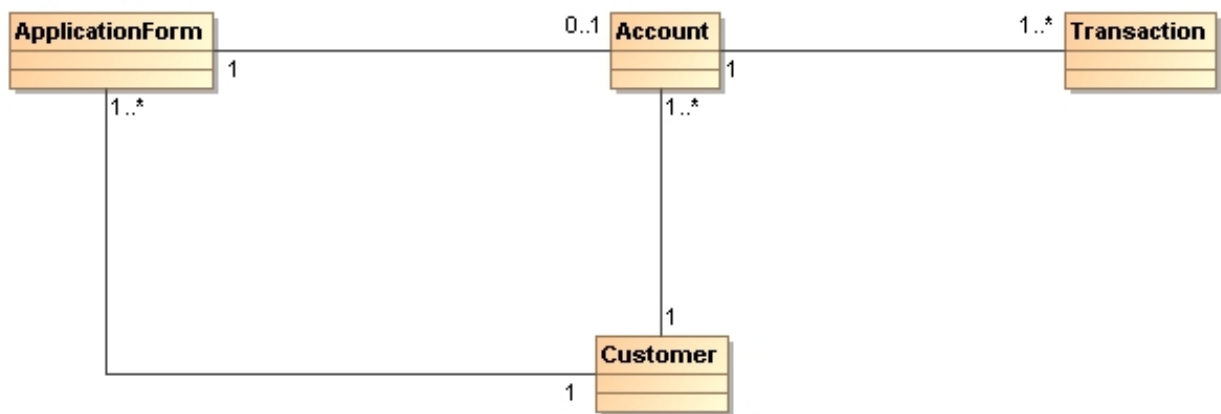 ApplicationForm 0..1 Account 1..* Transaction
1 1
1..* 1..*
1
Customer
1